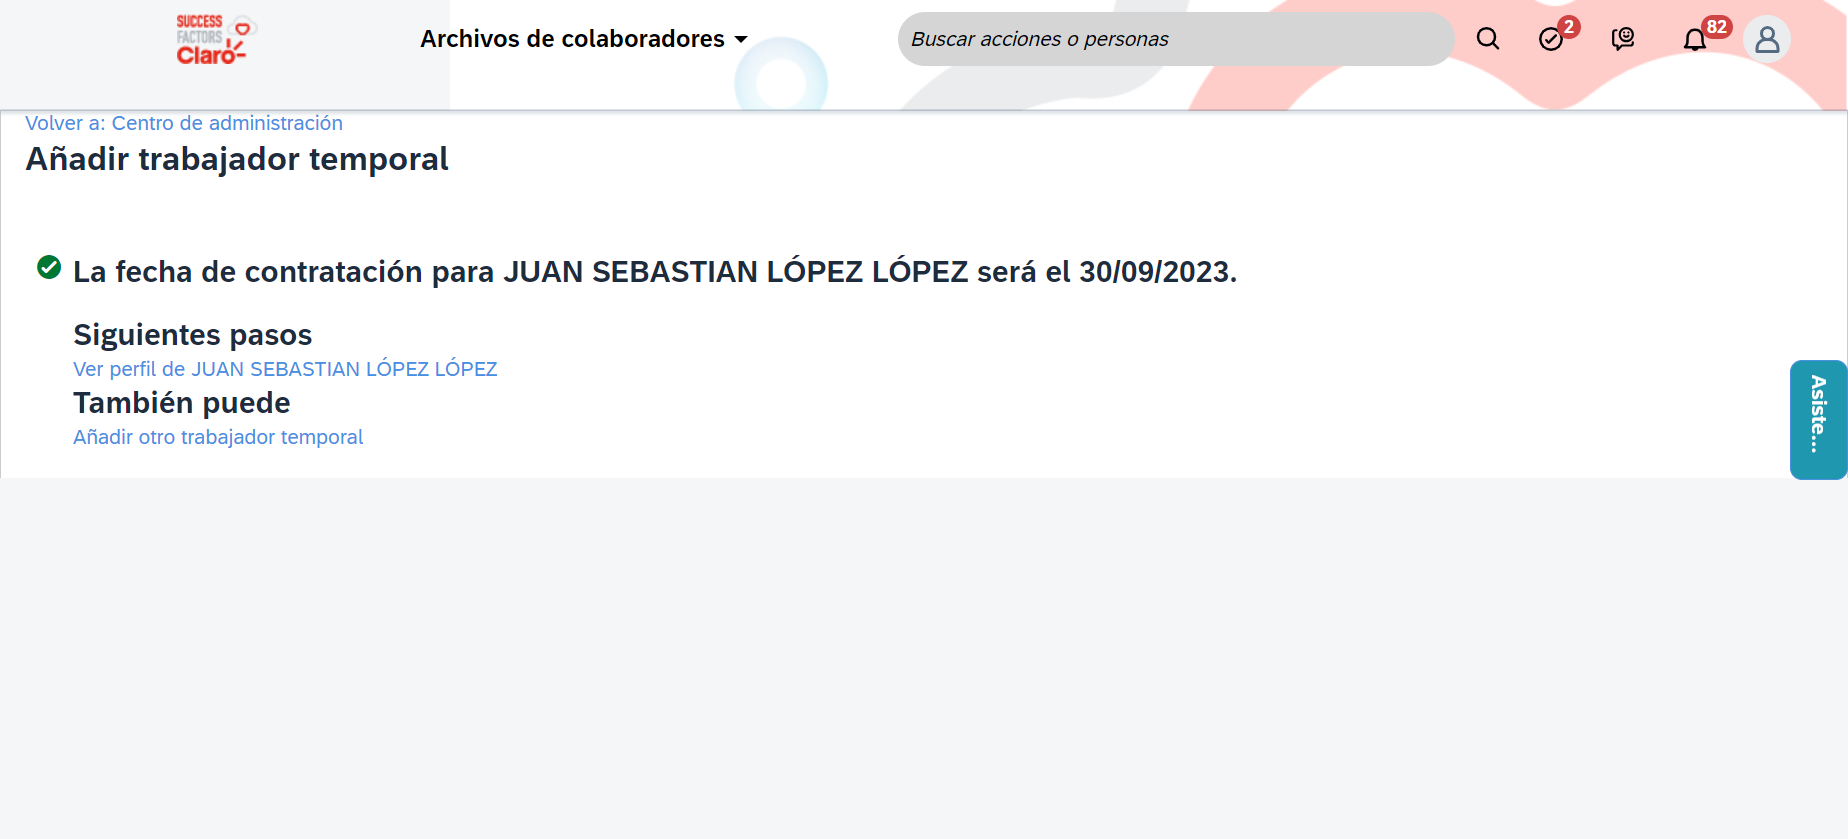 SUCCESS
FACTORS
Claro
Archivos de colaboradores
Buscar acciones o personas
2
82
Volver a: Centro de administración
Añadir trabajador temporal
La fecha de contratación para JUAN SEBASTIAN LÓPEZ LÓPEZ será el 30/09/2023.
Siguientes pasos
Ver perfil de JUAN SEBASTIAN LÓPEZ LÓPEZ
También puede
Añadir otro trabajador temporal
Asiste...